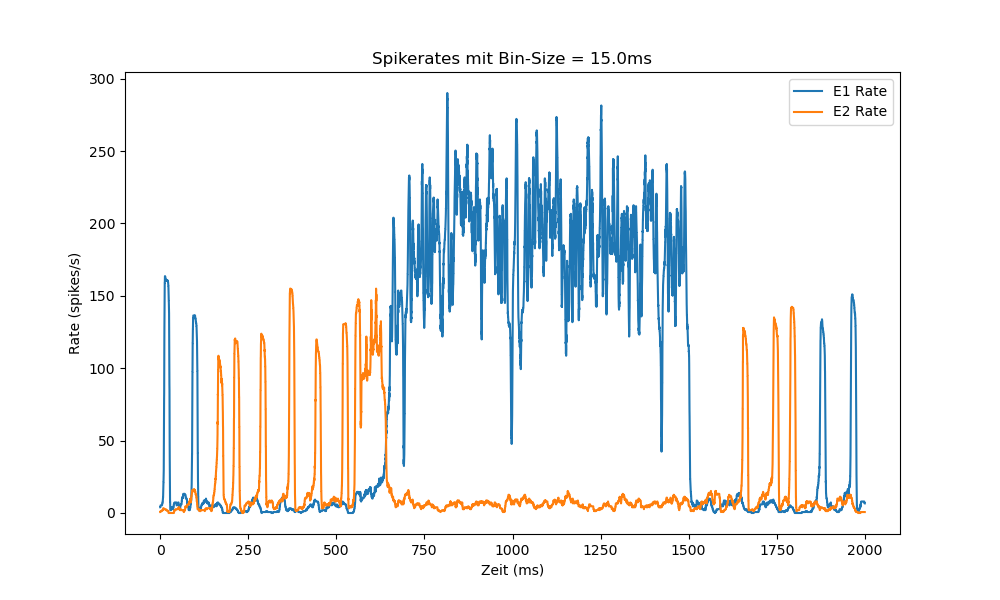 Spikerates mit Bin-Size = 15.0ms
E1 Rate
E2 Rate
Rate (spikes/s)
300
250
200
150
100
50
0
0 250 500 750 1000 1250 1500 1750 2000
Zeit (ms)